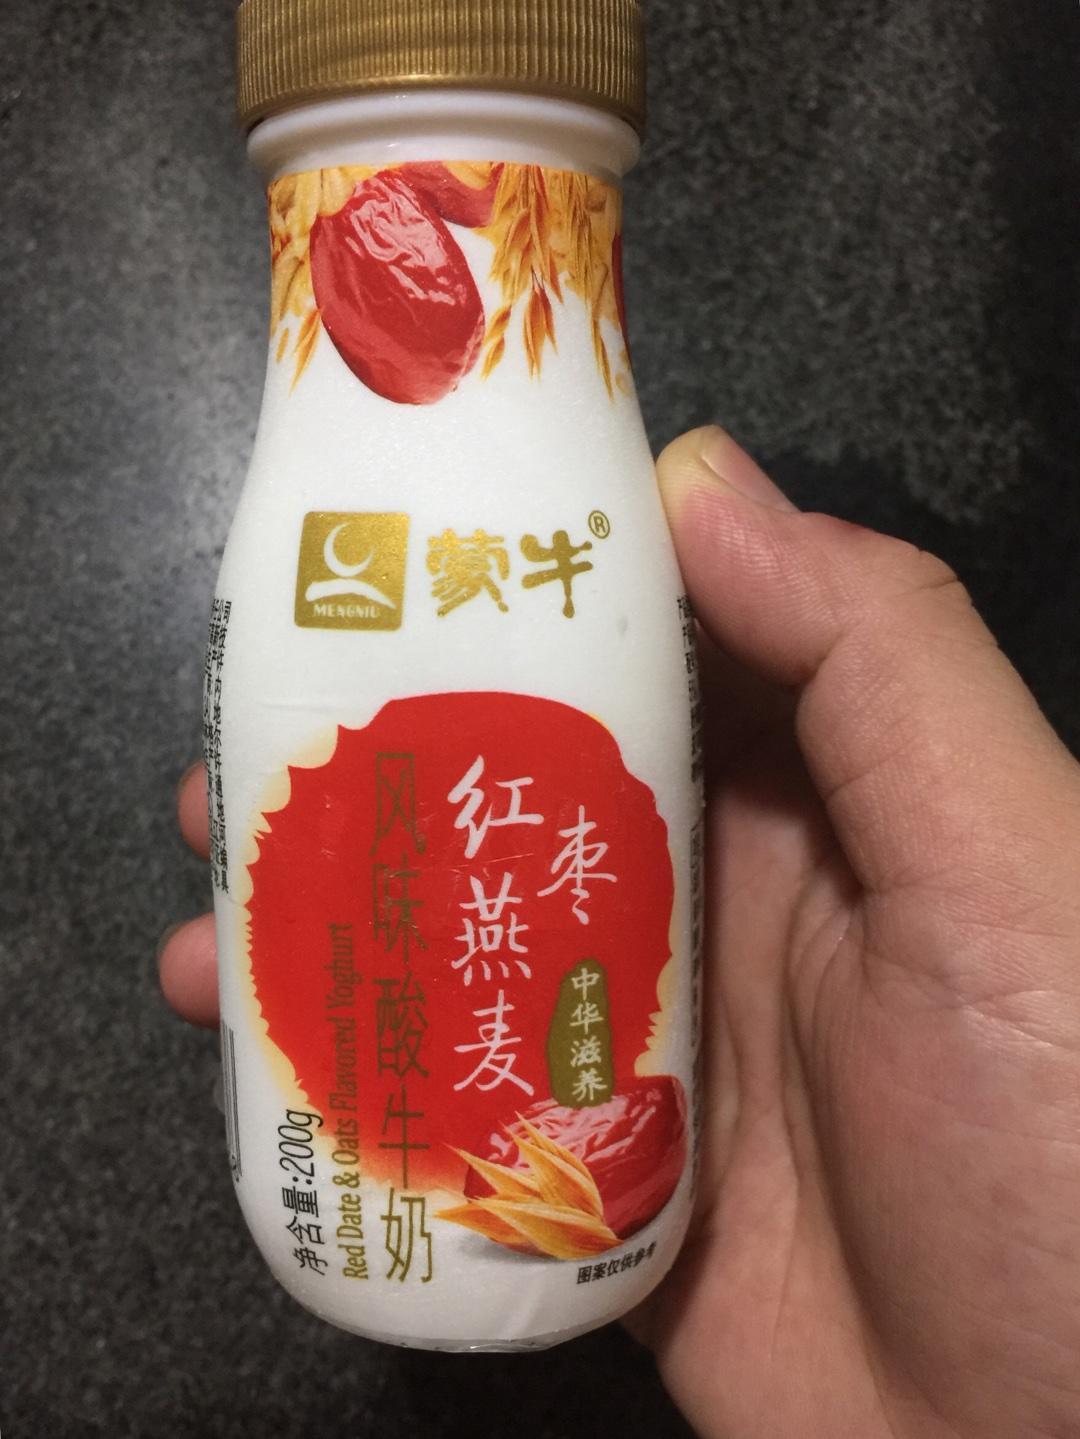 MENGNIU
蒙牛®
红枣
燕麦
风味酸牛奶
Red Date & Oats Flavored Yoghurt
中华滋养
净含量:200g
图案仅供参考